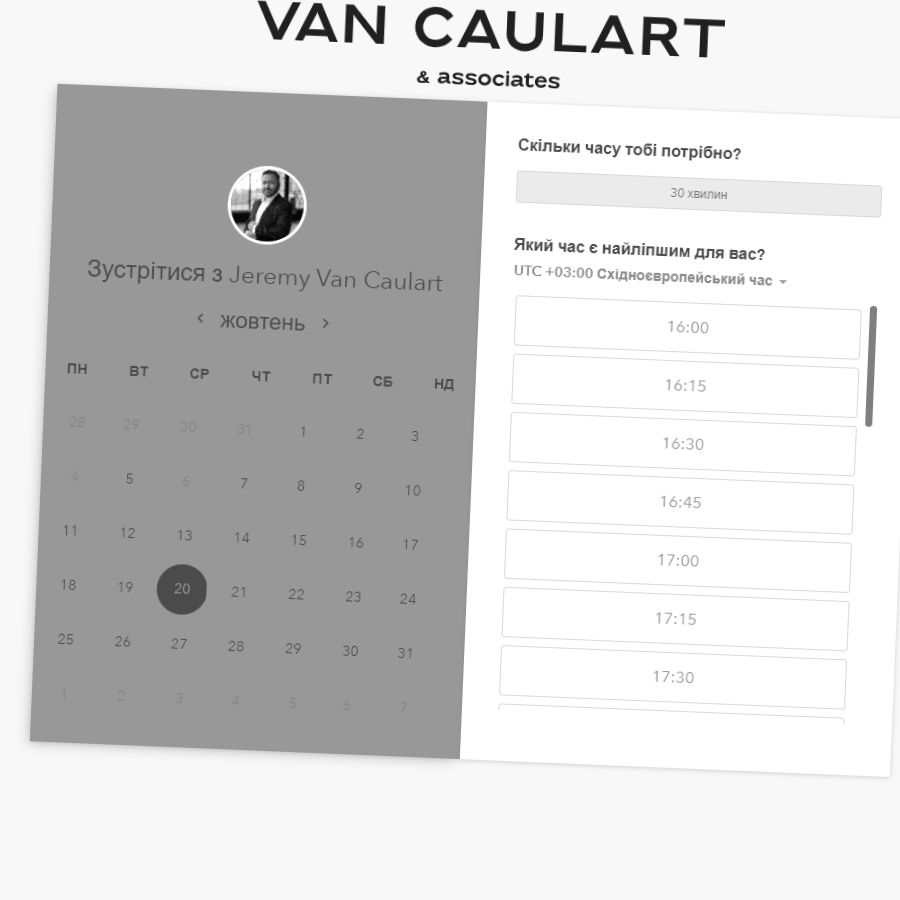 VAN CAULART
& associates
Зустрітися з Jeremy Van Caulart
‹ жовтень ›
ПН ВТ СР ЧТ ПТ СБ НД
28 29 30 31 1 2 3
4 5 6 7 8 9 10
11 12 13 14 15 16 17
18 19 20 21 22 23 24
25 26 27 28 29 30 31
1 2 3 4 5 6 7
Скільки часу тобі потрібно?
30 хвилин
Який час є найліпшим для вас?
UTC +03:00 Східноєвропейський час
16:00
16:15
16:30
16:45
17:00
17:15
17:30